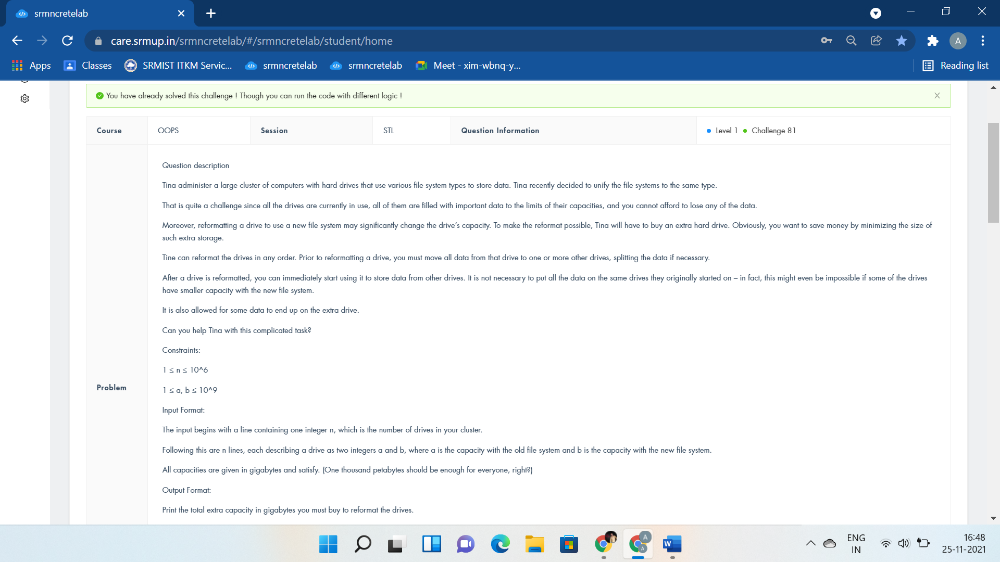 srmncretelab
care.srmup.in/srmncretelab/#/srmncretelab/student/home
A
Apps
Classes
SRMIST ITKM Servic...
srmncretelab
srmncretelab
Meet - xim-wbnq-y...
Reading list
You have already solved this challenge ! Though you can run the code with different logic !
Course
OOPS
Session
STL
Question Information
Level 1
Challenge 81
Problem
Question description
Tina administer a large cluster of computers with hard drives that use various file system types to store data. Tina recently decided to unify the file systems to the same type.
That is quite a challenge since all the drives are currently in use, all of them are filled with important data to the limits of their capacities, and you cannot afford to lose any of the data.
Moreover, reformatting a drive to use a new file system may significantly change the drive's capacity. To make the reformat possible, Tina will have to buy an extra hard drive. Obviously, you want to save money by minimizing the size of
such extra storage.
Tine can reformat the drives in any order. Prior to reformatting a drive, you must move all data from that drive to one or more other drives, splitting the data if necessary.
After a drive is reformatted, you can immediately start using it to store data from other drives. It is not necessary to put all the data on the same drives they originally started on – in fact, this might even be impossible if some of the drives
have smaller capacity with the new file system.
It is also allowed for some data to end up on the extra drive.
Can you help Tina with this complicated task?
Constraints:
1 ≤ n ≤ 10^6
1 ≤ a, b ≤ 10^9
Input Format:
The input begins with a line containing one integer n, which is the number of drives in your cluster.
Following this are n lines, each describing a drive as two integers a and b, where a is the capacity with the old file system and b is the capacity with the new file system.
All capacities are given in gigabytes and satisfy. (One thousand petabytes should be enough for everyone, right?)
Output Format:
Print the total extra capacity in gigabytes you must buy to reformat the drives.
A
A
W
ENG
IN
16:48
25-11-2021